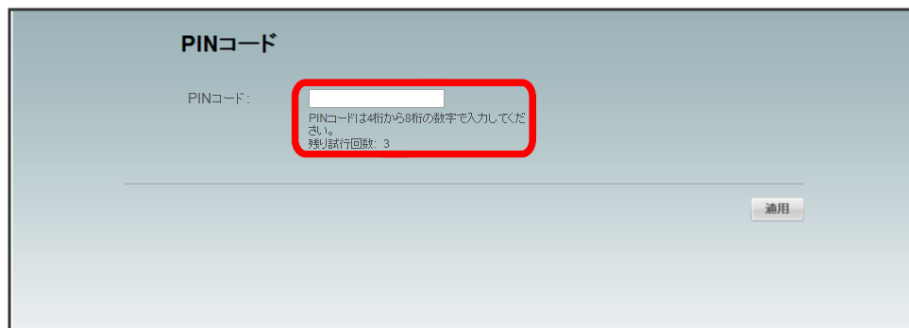 PINコード
PINコード:
PINコードは4桁から8桁の数字で入力してくだ
さい。
残り試行回数: 3
適用